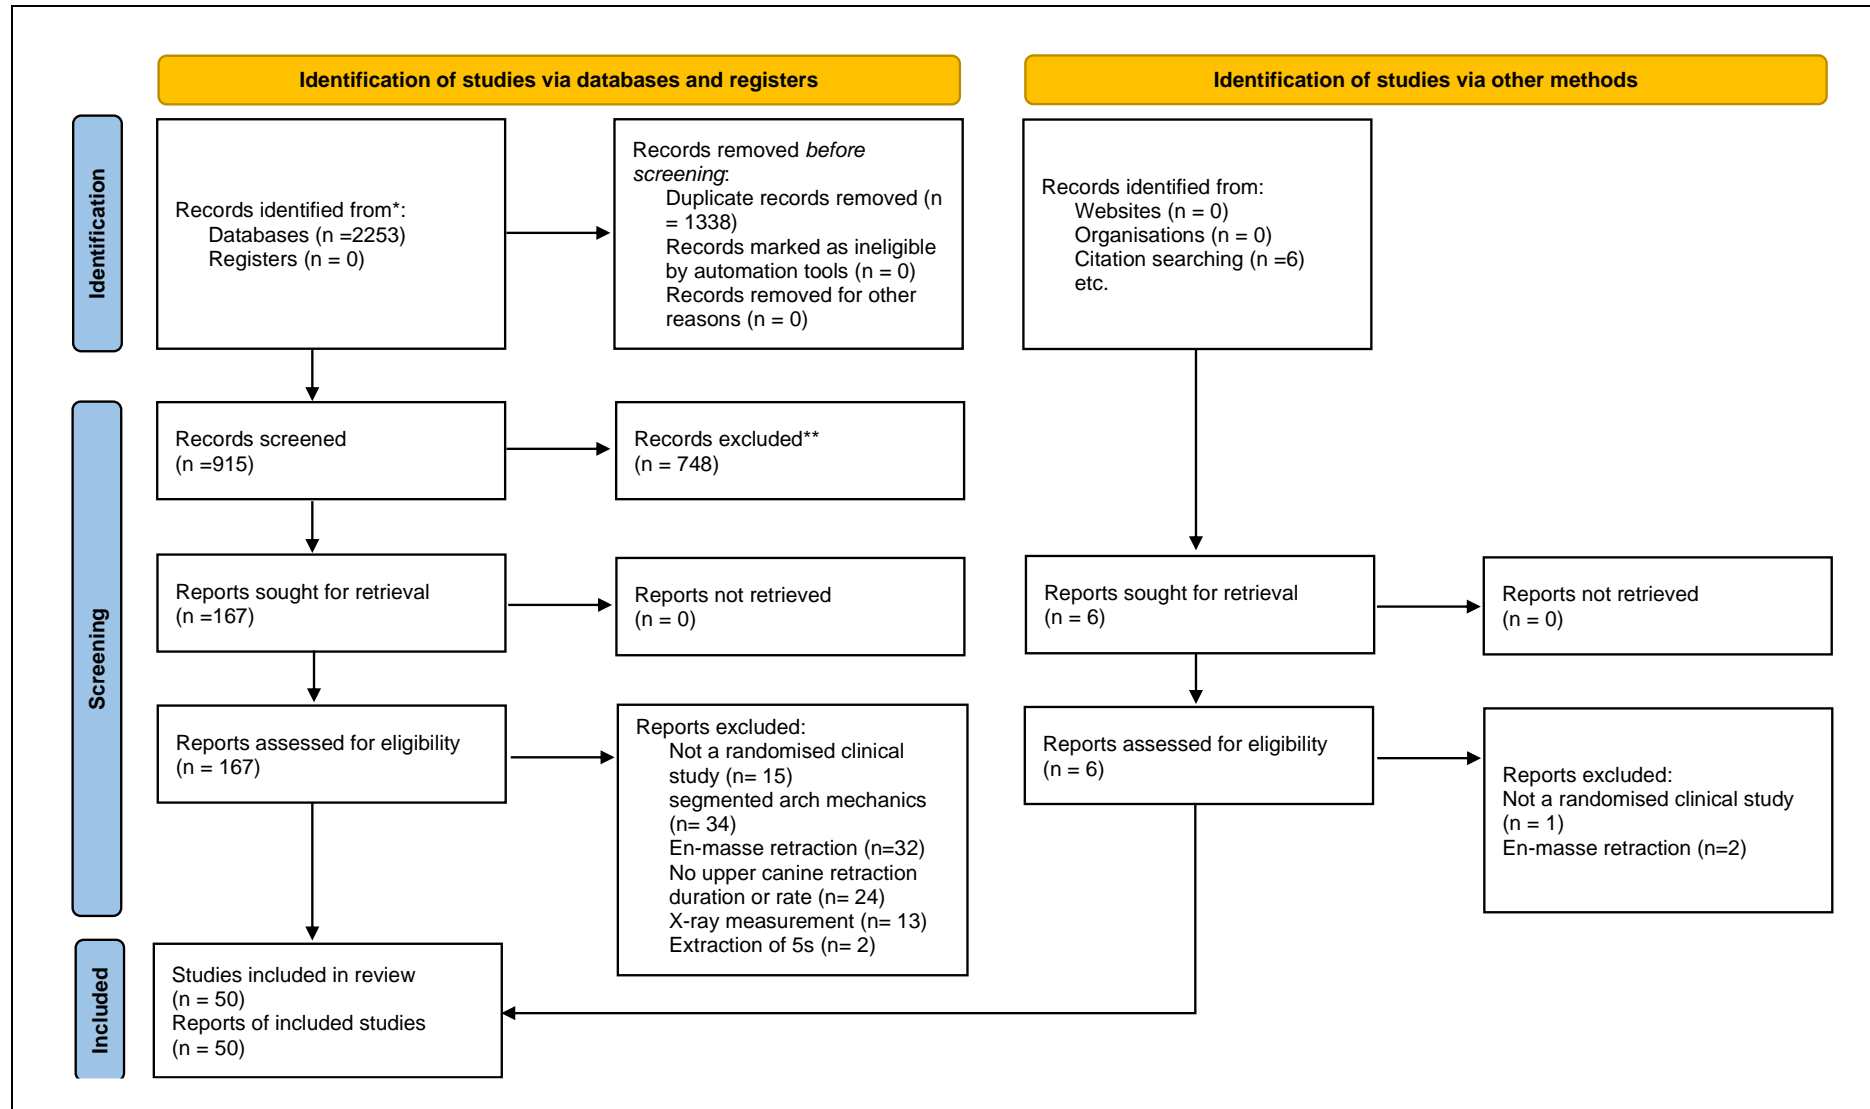 Identification of studies via databases and registers
Identification of studies via other methods
Identification
Records identified from*:
Databases (n =2253)
Registers (n = 0)
Records removed before
screening:
Duplicate records removed (n
= 1338)
Records marked as ineligible
by automation tools (n = 0)
Records removed for other
reasons (n = 0)
Records identified from:
Websites (n = 0)
Organisations (n = 0)
Citation searching (n =6)
etc.
Screening
Records screened
(n =915)
Records excluded**
(n = 748)
Reports sought for retrieval
(n =167)
Reports not retrieved
(n = 0)
Reports sought for retrieval
(n = 6)
Reports not retrieved
(n = 0)
Reports assessed for eligibility
(n = 167)
Reports excluded:
Not a randomised clinical
study (n= 15)
segmented arch mechanics
(n= 34)
En-masse retraction (n=32)
No upper canine retraction
duration or rate (n= 24)
X-ray measurement (n= 13)
Extraction of 5s (n= 2)
Reports assessed for eligibility
(n = 6)
Reports excluded:
Not a randomised clinical study
(n = 1)
En-masse retraction (n=2)
Included
Studies included in review
(n = 50)
Reports of included studies
(n = 50)